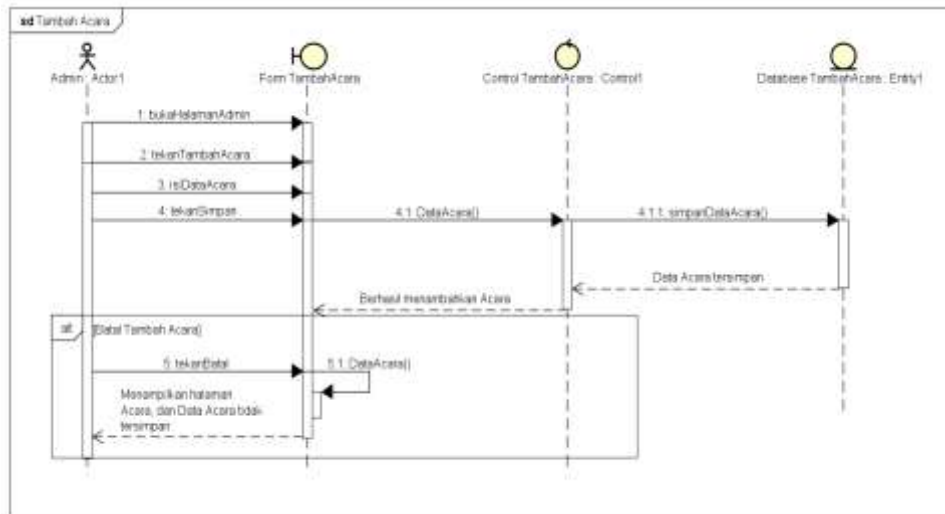 sd Tambah Acara
Admin : Actor1
Form TambahAcara
Control TambahAcara : Control1
Database TambahAcara : Entity1
1: bukaHalamanAdmin
2: tekanTambahAcara
3: isiDataAcara
4: tekanSimpan
4.1: DataAcara()
4.1.1: simpanDataAcara()
Data Acara tersimpan
Berhasil menambahkan Acara
alt
[Batal Tambah Acara]
5: tekanBatal
5.1: DataAcara()
Menampilkan halaman
Acara, dan Data Acara tidak
tersimpan